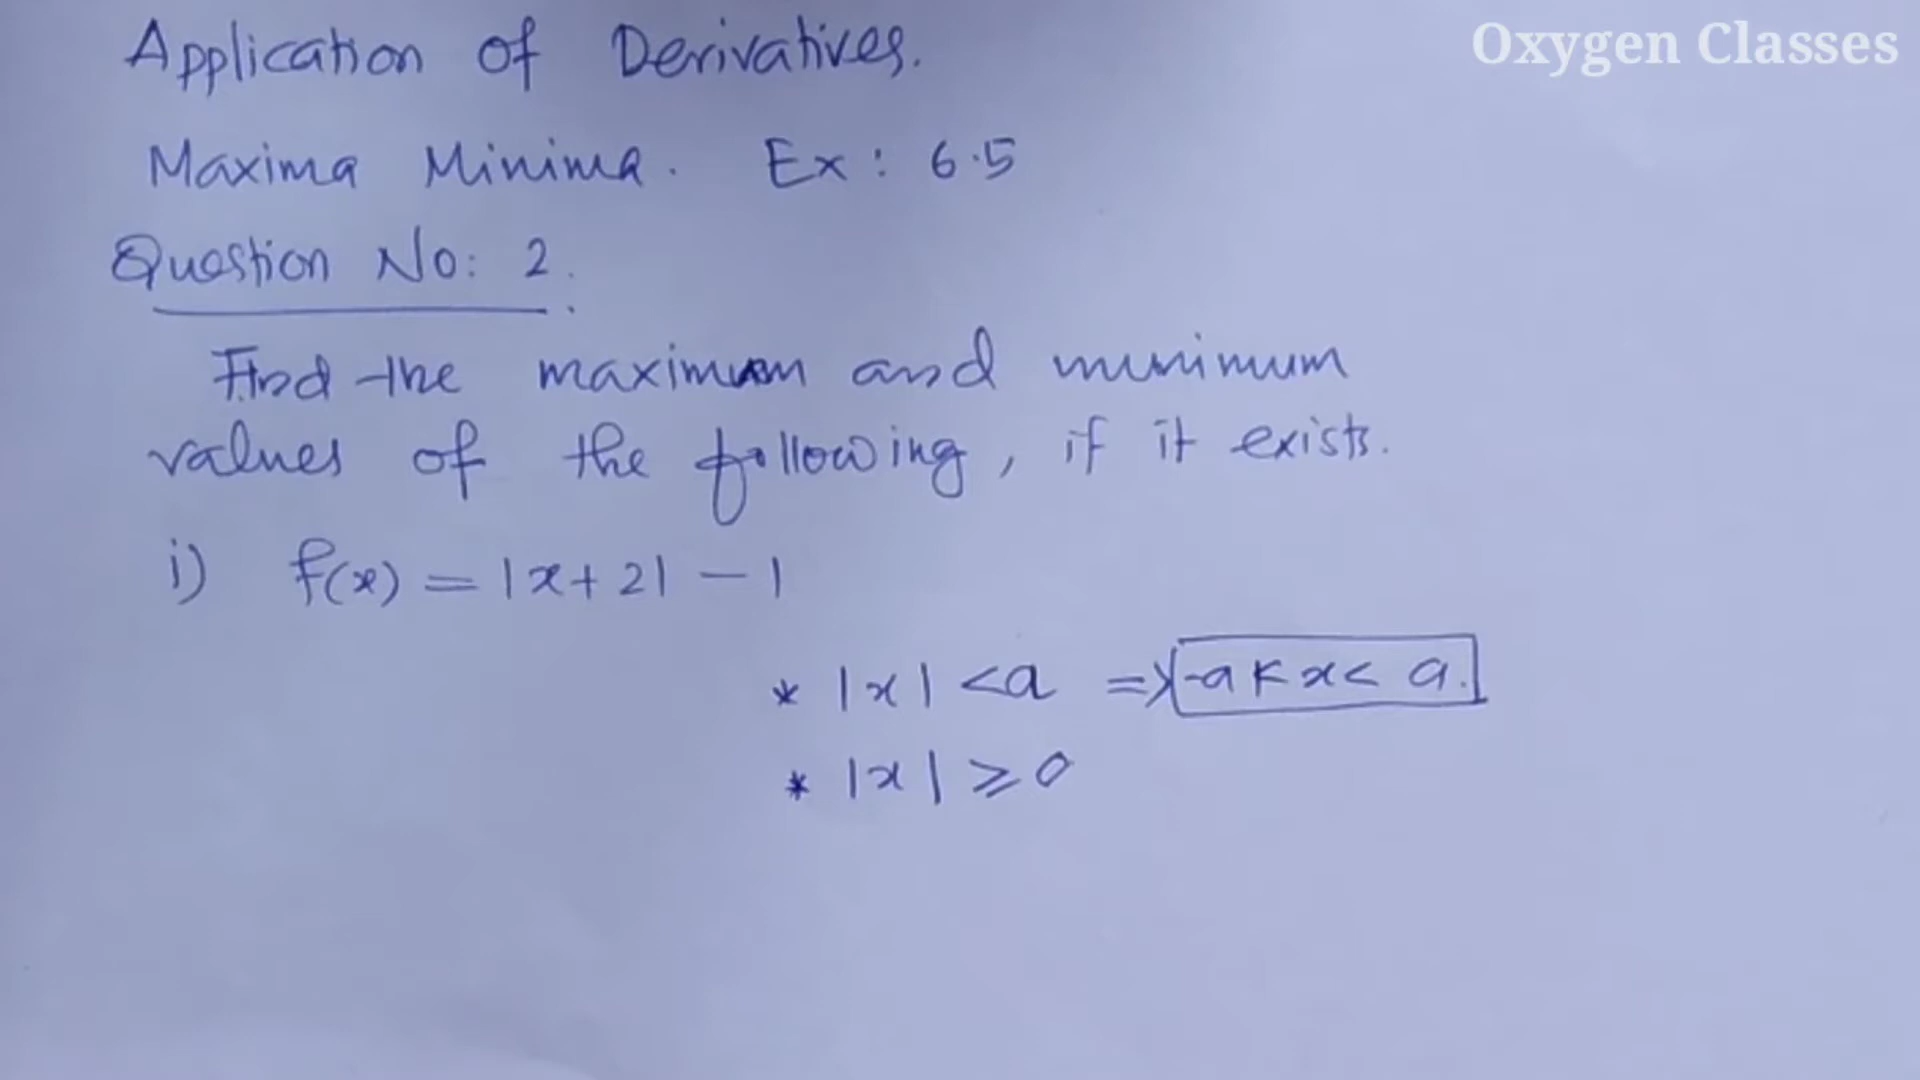 Oxygen Classes
Application of Derivatives.
Maxima Minima. Ex: 6.5
Question No: 2.
Find the maximum and minimum
values of the following, if it exists.
i) f(x) = |x+2| - 1
* |x| < a ⇒ -a < x < a.
* |x| ⩾ 0